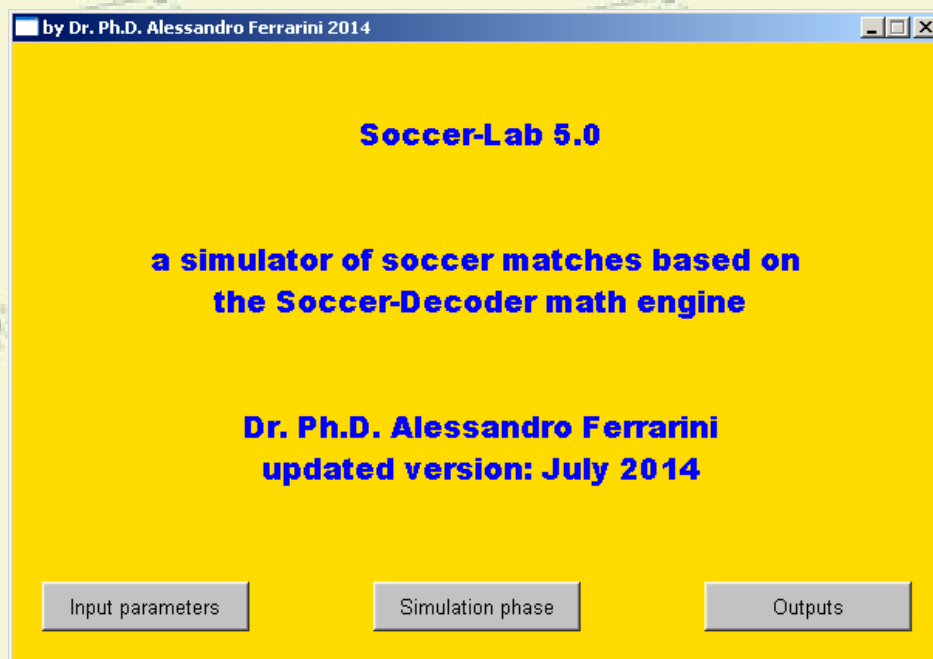 by Dr. Ph.D. Alessandro Ferrarini 2014
Soccer-Lab 5.0
a simulator of soccer matches based on
the Soccer-Decoder math engine
Dr. Ph.D. Alessandro Ferrarini
updated version: July 2014
Input parameters
Simulation phase
Outputs